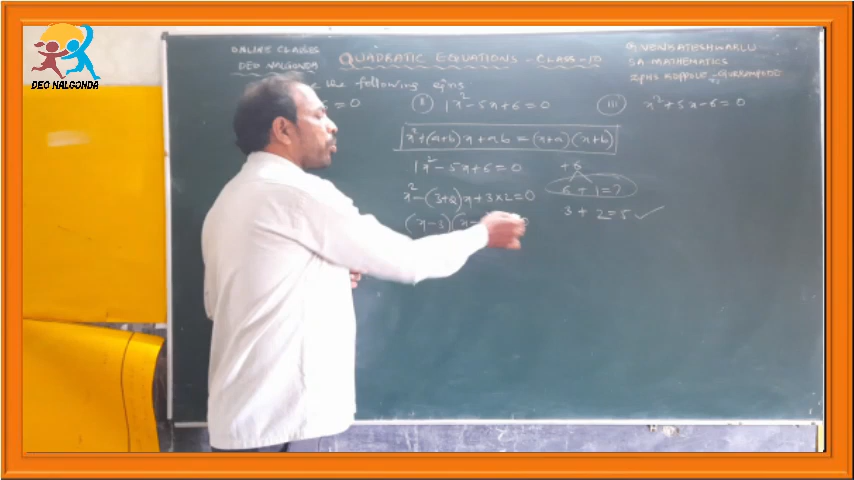 DEO NALGONDA
ONLINE CLASSES
DEO NALGONDA
QUADRATIC EQUATIONS - CLASS-10
G. VENKATESHWARLU
SA MATHEMATICS
ZPHS
the following eqns
= 0
(ii) 1x² - 5x + 6 = 0
(iii) x² + 5x - 6 = 0
x² + (a+b) x + ab = (x+a) (x+b)
1x² - 5x + 6 = 0
+6
6 + 1 = 7
x² - (3+2)x + 3×2 = 0
3 + 2 = 5 ✓
(x - 3) (x